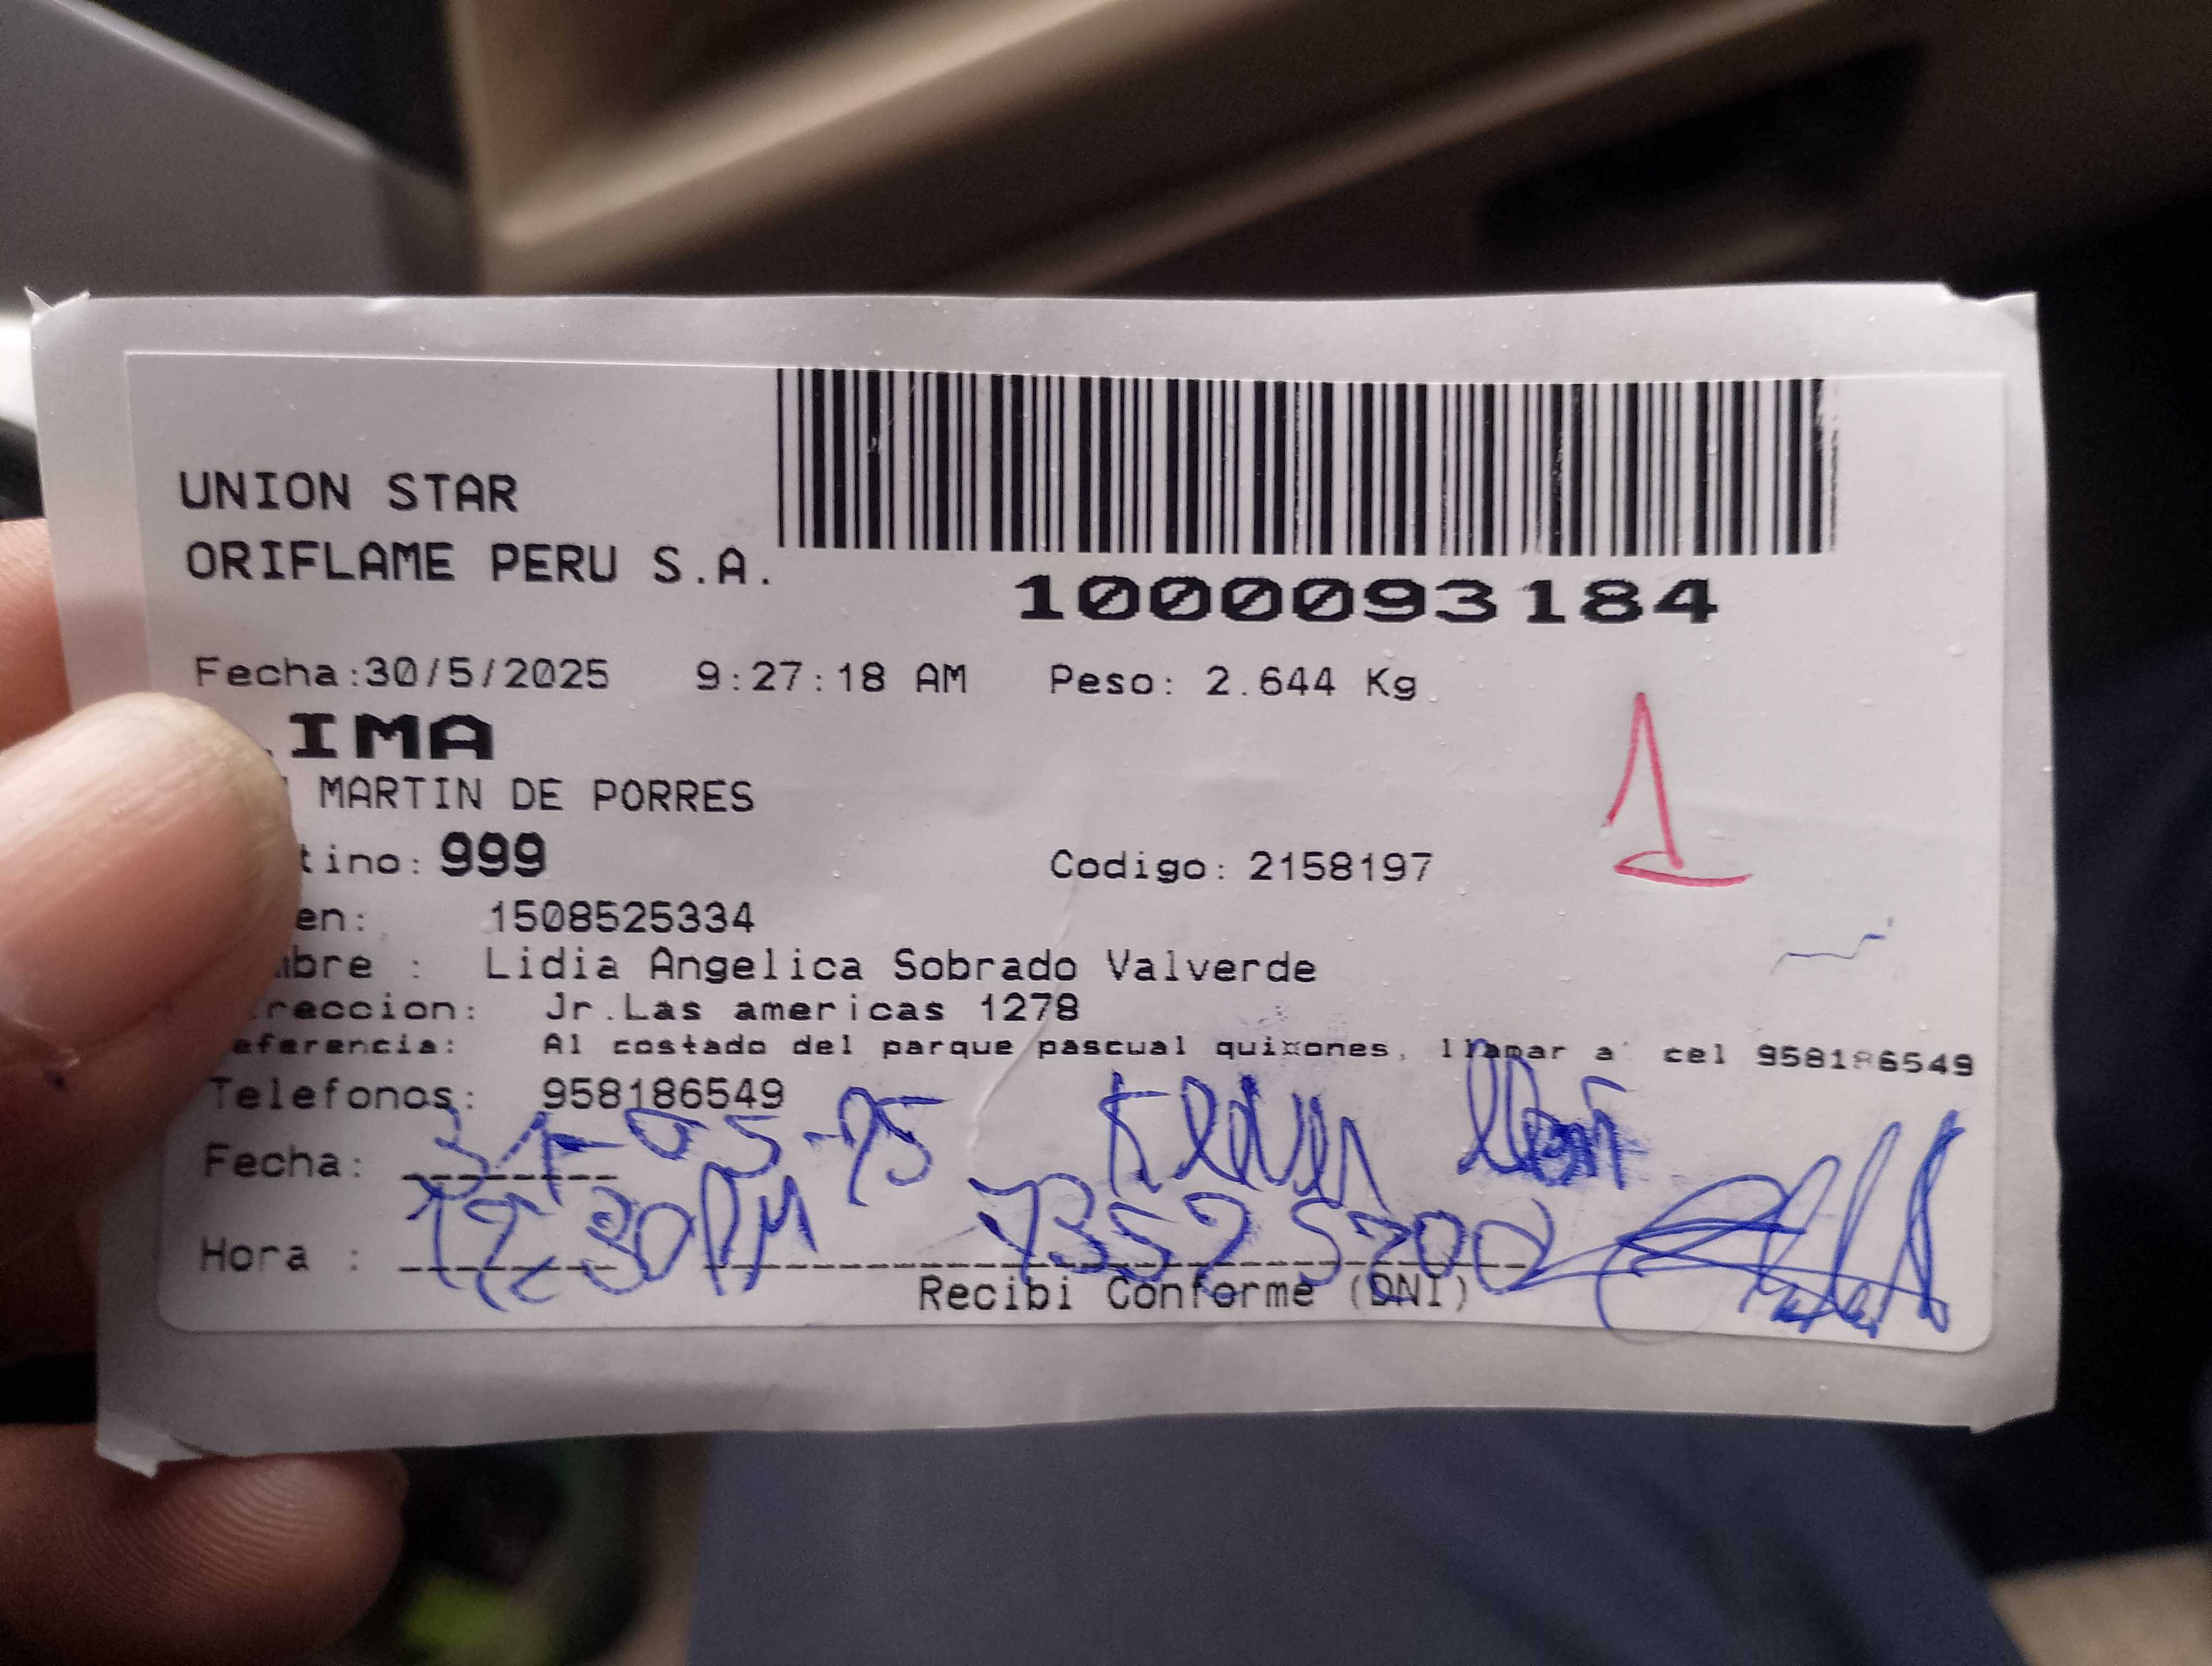 UNION STAR
ORIFLAME PERU S.A.
1000093184
Fecha:30/5/2025 9:27:18 AM Peso: 2.644 Kg
IMA
MARTIN DE PORRES
1
tino: 999 Codigo: 2158197
en: 1508525334
bre : Lidia Angelica Sobrado Valverde
reccion: Jr.Las americas 1278
eferencia: Al costado del parque pascual quixones, llamar a cel 958186549
Telefonos: 958186549
Fecha: 31-05-25
Hora : 12:30PM
Recibi Conforme (DNI)